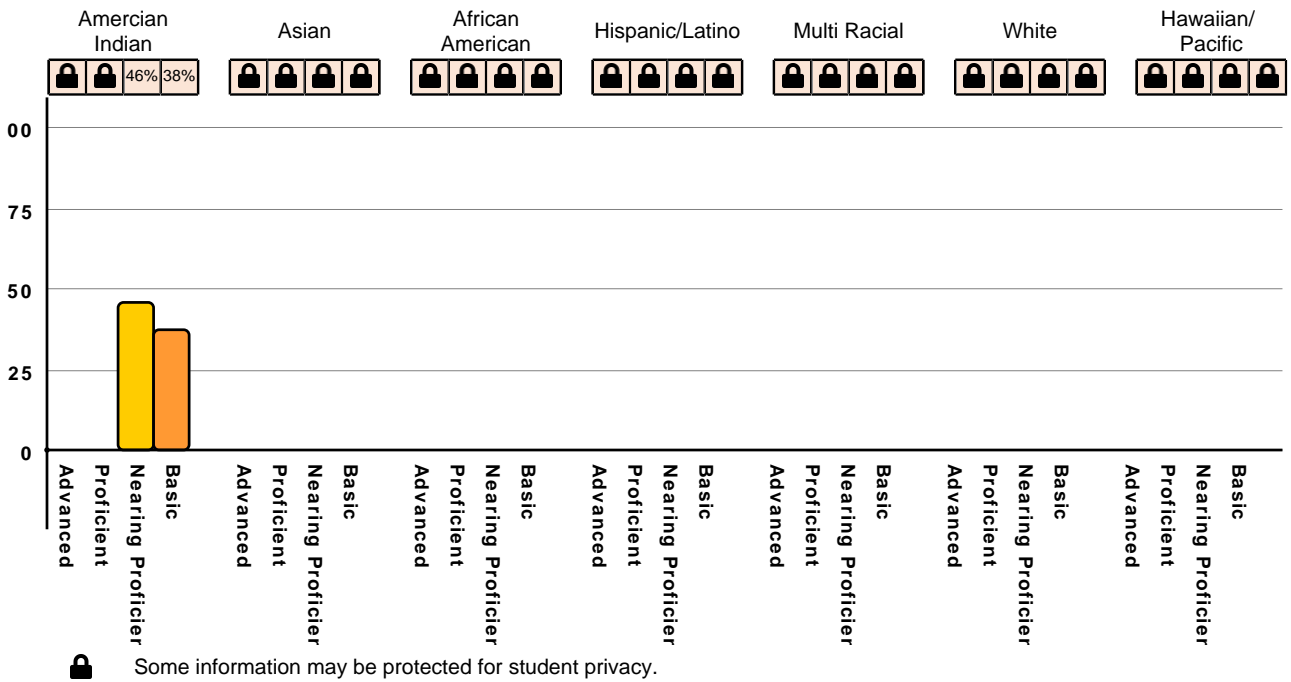 Amercian
Indian
Asian
African
American
Hispanic/Latino
Multi Racial
White
Hawaiian/
Pacific
46% 38%
00
75
50
25
0
Advanced
Proficient
Nearing Proficier
Basic
Advanced
Proficient
Nearing Proficier
Basic
Advanced
Proficient
Nearing Proficier
Basic
Advanced
Proficient
Nearing Proficier
Basic
Advanced
Proficient
Nearing Proficier
Basic
Advanced
Proficient
Nearing Proficier
Basic
Advanced
Proficient
Nearing Proficier
Basic
Some information may be protected for student privacy.